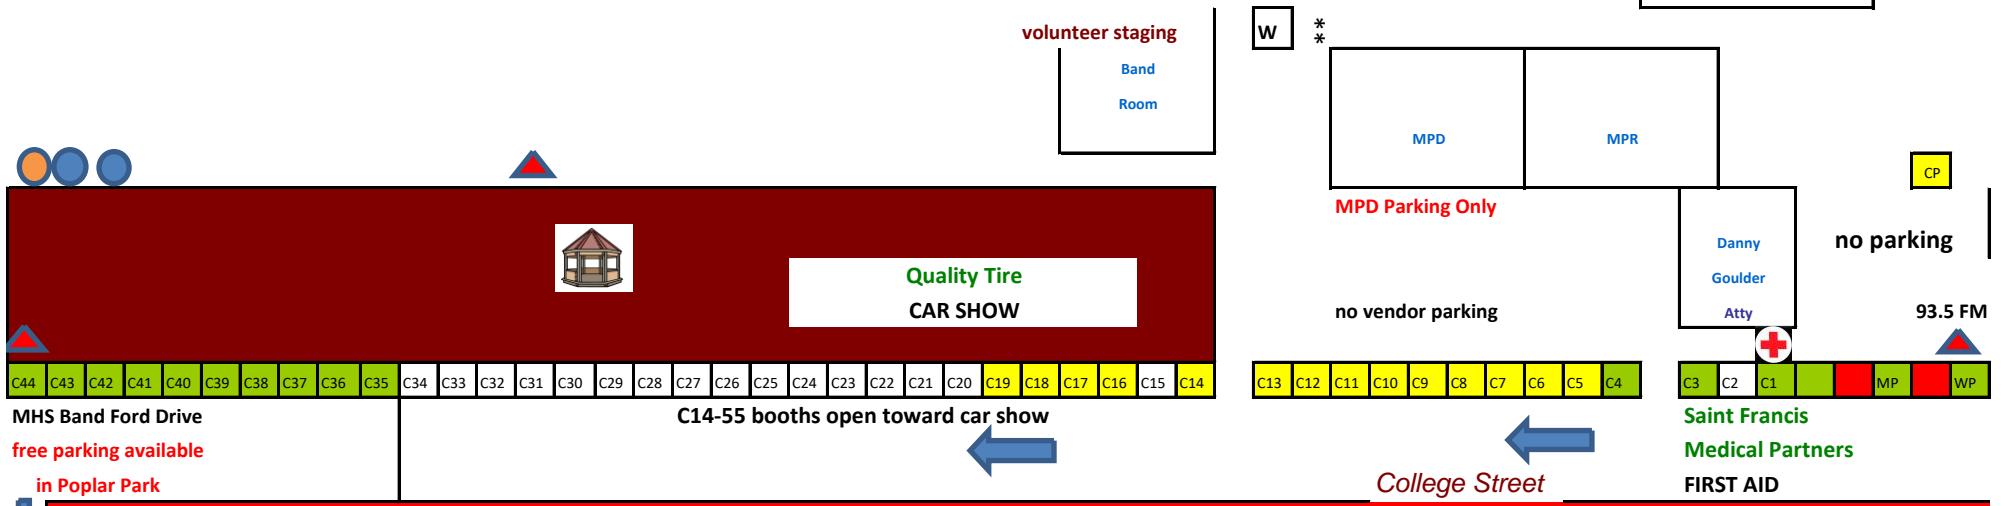 volunteer staging
W
**
Band
Room
MPD
MPR
CP
MPD Parking Only
Danny
Goulder
Atty
no parking
Quality Tire
CAR SHOW
no vendor parking
93.5 FM
C44 C43 C42 C41 C40 C39 C38 C37 C36 C35 C34 C33 C32 C31 C30 C29 C28 C27 C26 C25 C24 C23 C22 C21 C20 C19 C18 C17 C16 C15 C14 C13 C12 C11 C10 C9 C8 C7 C6 C5 C4 C3 C2 C1 MP WP
MHS Band Ford Drive
free parking available
in Poplar Park
C14-55 booths open toward car show
College Street
Saint Francis
Medical Partners
FIRST AID